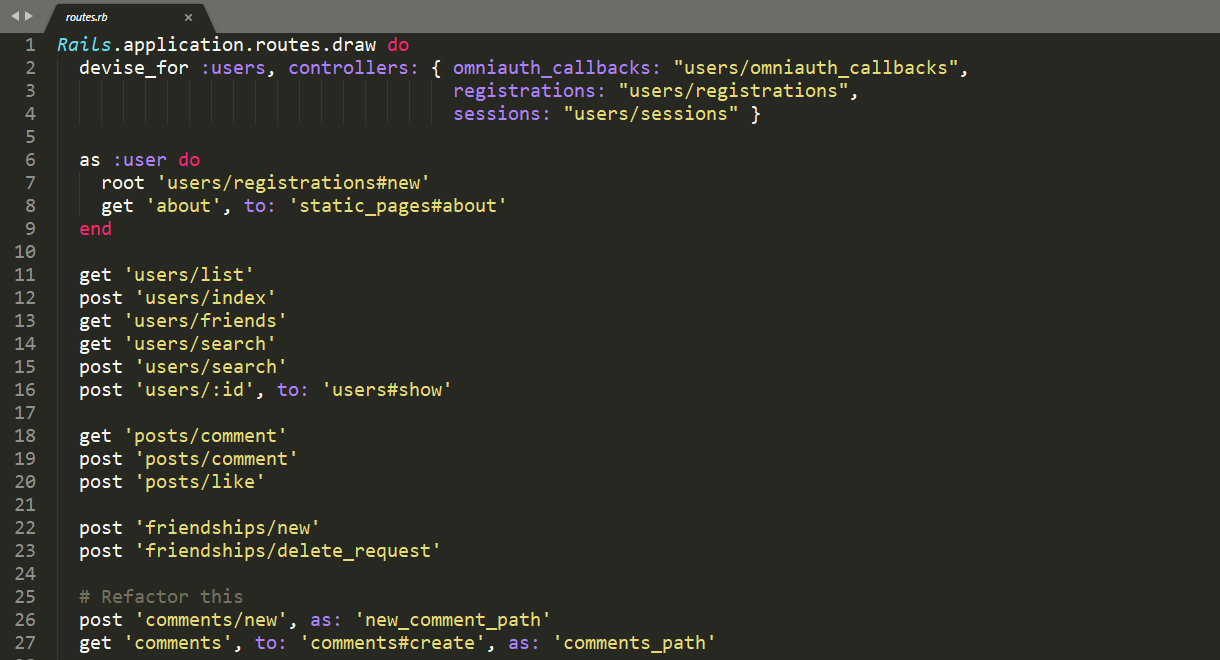 routes.rb ×
1 Rails.application.routes.draw do
2   devise_for :users, controllers: { omniauth_callbacks: "users/omniauth_callbacks",
3                                     registrations: "users/registrations",
4                                     sessions: "users/sessions" }
5
6   as :user do
7     root 'users/registrations#new'
8     get 'about', to: 'static_pages#about'
9   end
10
11   get 'users/list'
12   post 'users/index'
13   get 'users/friends'
14   get 'users/search'
15   post 'users/search'
16   post 'users/:id', to: 'users#show'
17
18   get 'posts/comment'
19   post 'posts/comment'
20   post 'posts/like'
21
22   post 'friendships/new'
23   post 'friendships/delete_request'
24
25   # Refactor this
26   post 'comments/new', as: 'new_comment_path'
27   get 'comments', to: 'comments#create', as: 'comments_path'